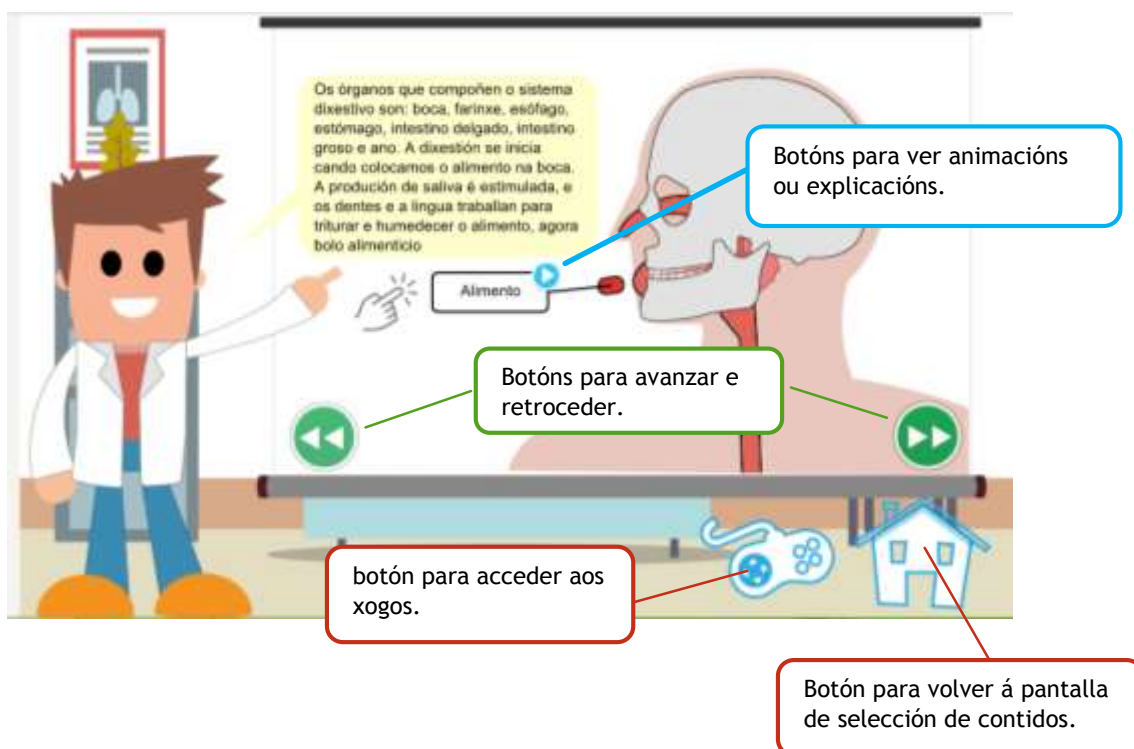 Os órganos que compoñen o sistema
dixestivo son: boca, farinxe, esófago,
estómago, intestino delgado, intestino
groso e ano. A dixestión se inicia
cando colocamos o alimento na boca.
A produción de saliva é estimulada, e
os dentes e a lingua traballan para
triturar e humedecer o alimento, agora
bolo alimenticio
Botóns para ver animacións
ou explicacións.
Alimento
Botóns para avanzar e
retroceder.
botón para acceder aos
xogos.
Botón para volver á pantalla
de selección de contidos.